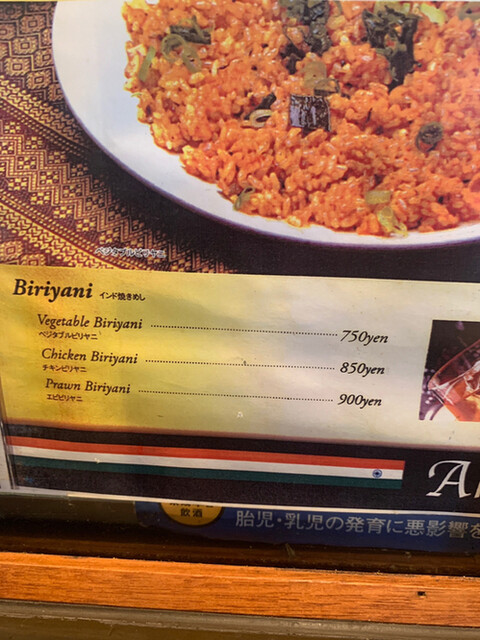 ベジタブルビリヤニ
Biriyani インド焼きめし
Vegetable Biriyani 750yen
ベジタブルビリヤニ
Chicken Biriyani 850yen
チキンビリヤニ
Prawn Biriyani 900yen
エビビリヤニ
飲酒
胎児・乳児の発育に悪影響を